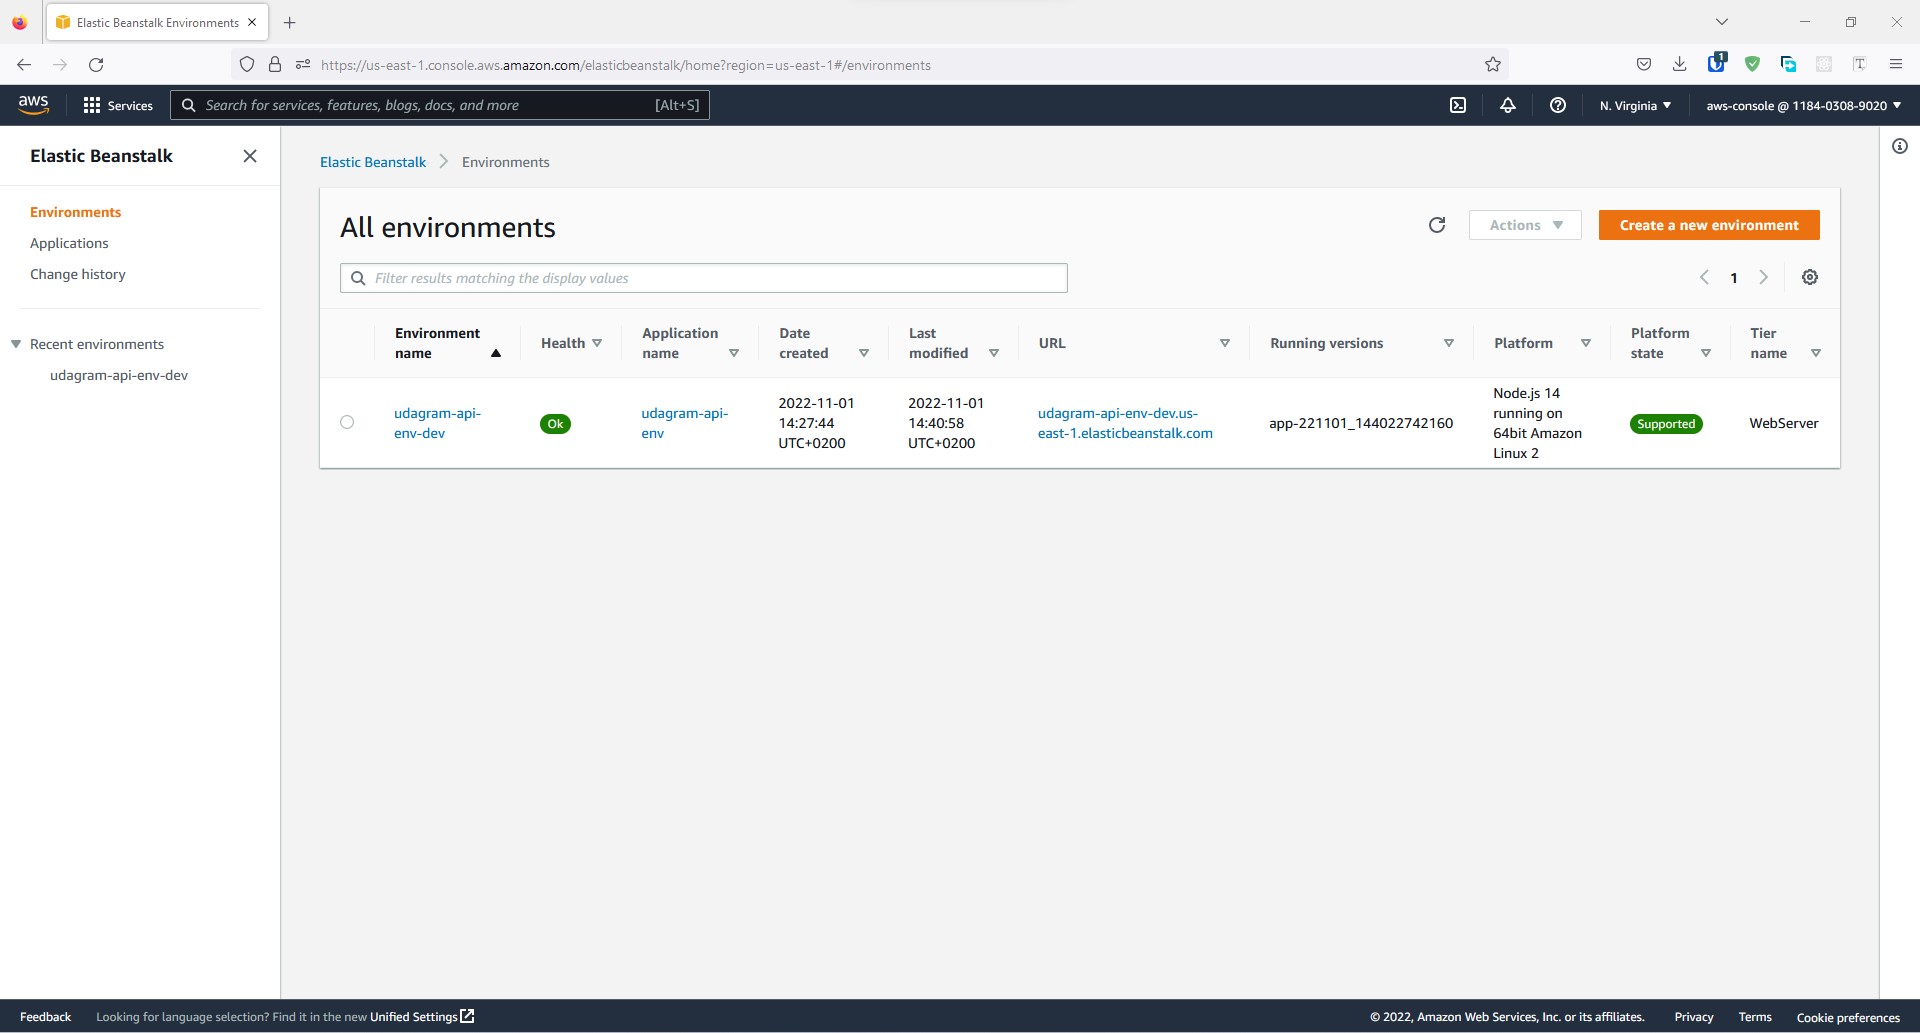 Elastic Beanstalk Environments
https://us-east-1.console.aws.amazon.com/elasticbeanstalk/home?region=us-east-1#/environments
1
T
aws
Services
Search for services, features, blogs, docs, and more
[Alt+S]
N. Virginia
aws-console @ 1184-0308-9020
Elastic Beanstalk
Environments
Applications
Change history
Recent environments
udagram-api-env-dev
Elastic Beanstalk
Environments
All environments
Actions
Create a new environment
Filter results matching the display values
1
Environment
name
Health
Application
name
Date
created
Last
modified
URL
Running versions
Platform
Platform
state
Tier
name
udagram-api-
env-dev
Ok
udagram-api-
env
2022-11-01
14:27:44
UTC+0200
2022-11-01
14:40:58
UTC+0200
udagram-api-env-dev.us-
east-1.elasticbeanstalk.com
app-221101_144022742160
Node.js 14
running on
64bit Amazon
Linux 2
Supported
WebServer
Feedback
Looking for language selection? Find it in the new Unified Settings
© 2022, Amazon Web Services, Inc. or its affiliates.
Privacy
Terms
Cookie preferences